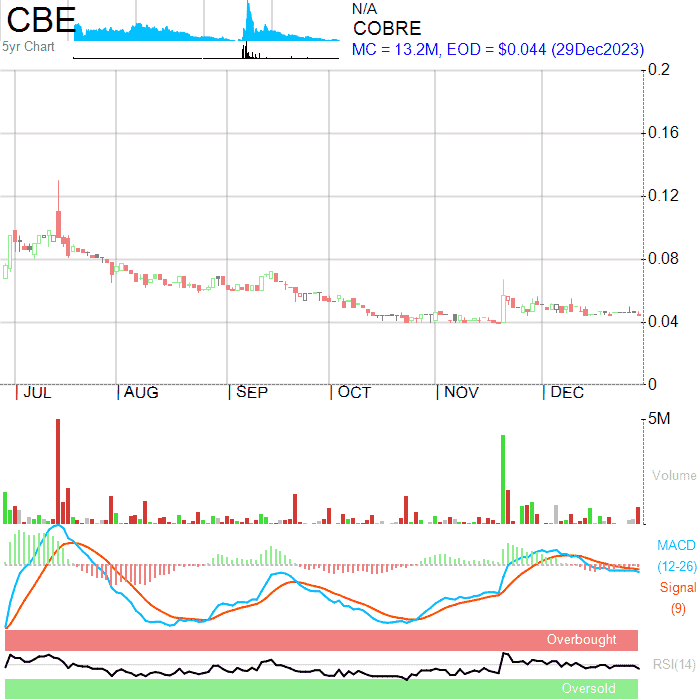 CBE
5yr Chart
N/A
COBRE
MC = 13.2M, EOD = $0.044 (29Dec2023)
0.2
0.16
0.12
0.08
0.04
0
JUL AUG SEP OCT NOV DEC
5M
Volume
MACD
(12-26)
Signal
(9)
Overbought
RSI(14)
Oversold